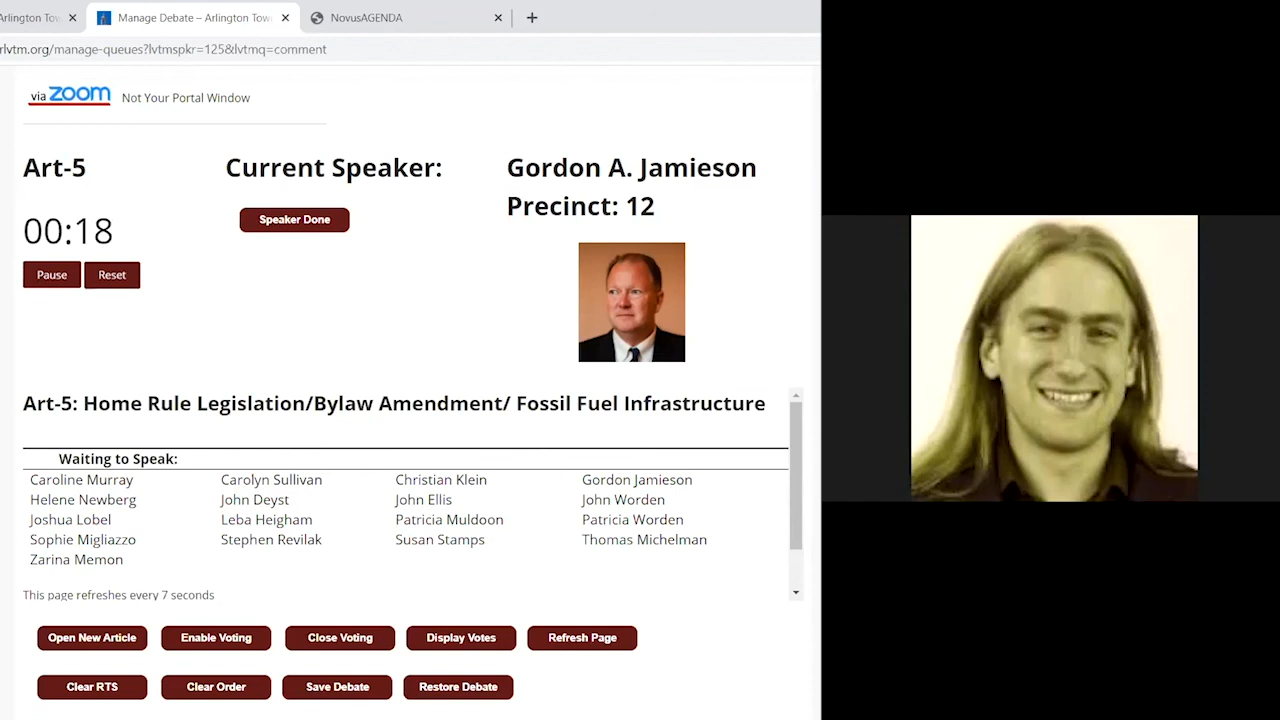 Arlington Tow
Manage Debate – Arlington Tow
NovusAGENDA
rlvtm.org/manage-queues?lvtmspkr=125&lvtmq=comment
via zoom Not Your Portal Window
Art-5 Current Speaker: Gordon A. Jamieson
Precinct: 12
00:18 Speaker Done
Pause Reset
Art-5: Home Rule Legislation/Bylaw Amendment/ Fossil Fuel Infrastructure
Waiting to Speak:
Caroline Murray Carolyn Sullivan Christian Klein Gordon Jamieson
Helene Newberg John Deyst John Ellis John Worden
Joshua Lobel Leba Heigham Patricia Muldoon Patricia Worden
Sophie Migliazzo Stephen Revilak Susan Stamps Thomas Michelman
Zarina Memon
This page refreshes every 7 seconds
Open New Article Enable Voting Close Voting Display Votes Refresh Page
Clear RTS Clear Order Save Debate Restore Debate